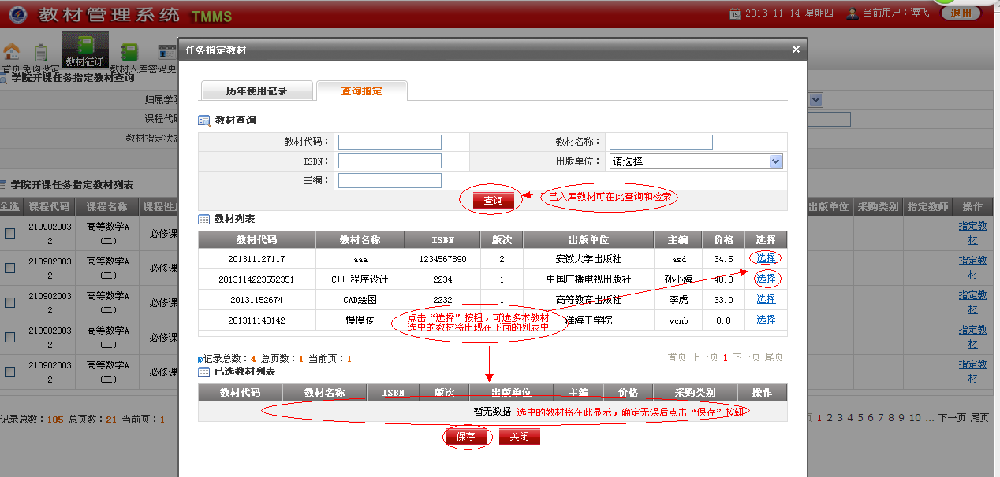 教材管理系统 TMMS
2013-11-14 星期四 当前用户：谭飞 退出
首页 免购设定 教材征订 教材入库 密码更
学院开课任务指定教材查询
归属学院
课程代码
教材指定状态
学院开课任务指定教材列表
全选 课程代码 课程名称 课程性质 出版单位 采购类别 指定教师 操作
2109020032 高等数学A(二) 必修课 指定教材
2109020032 高等数学A(二) 必修课 指定教材
2109020032 高等数学A(二) 必修课 指定教材
2109020032 高等数学A(二) 必修课 指定教材
2109020032 高等数学A(二) 必修课 指定教材
记录总数：105 总页数：21 当前页：1
页 1 2 3 4 5 6 7 8 9 10 ... 下一页 尾页
任务指定教材 ×
历年使用记录 查询指定
教材查询
教材代码： 教材名称：
ISBN： 出版单位： 请选择
主编：
查询 已入库教材可在此查询和检索
教材列表
教材代码 教材名称 ISBN 版次 出版单位 主编 价格 选择
201311127117 aaa 1234567890 2 安徽大学出版社 asd 34.5 选择
2013114223552351 C++ 程序设计 2234 1 中国广播电视出版社 孙小海 40.0 选择
20131152674 CAD绘图 2232 1 高等教育出版社 李虎 33.0 选择
201311143142 慢慢传 淮海工学院 vcnb 0.0 选择
点击“选择”按钮，可选多本教材
选中的教材将出现在下面的列表中
记录总数：4 总页数：1 当前页：1
首页 上一页 1 下一页 尾页
已选教材列表
教材代码 教材名称 ISBN 版次 出版单位 主编 价格 采购类别 操作
暂无数据 选中的教材将在此显示，确定无误后点击“保存”按钮
保存 关闭